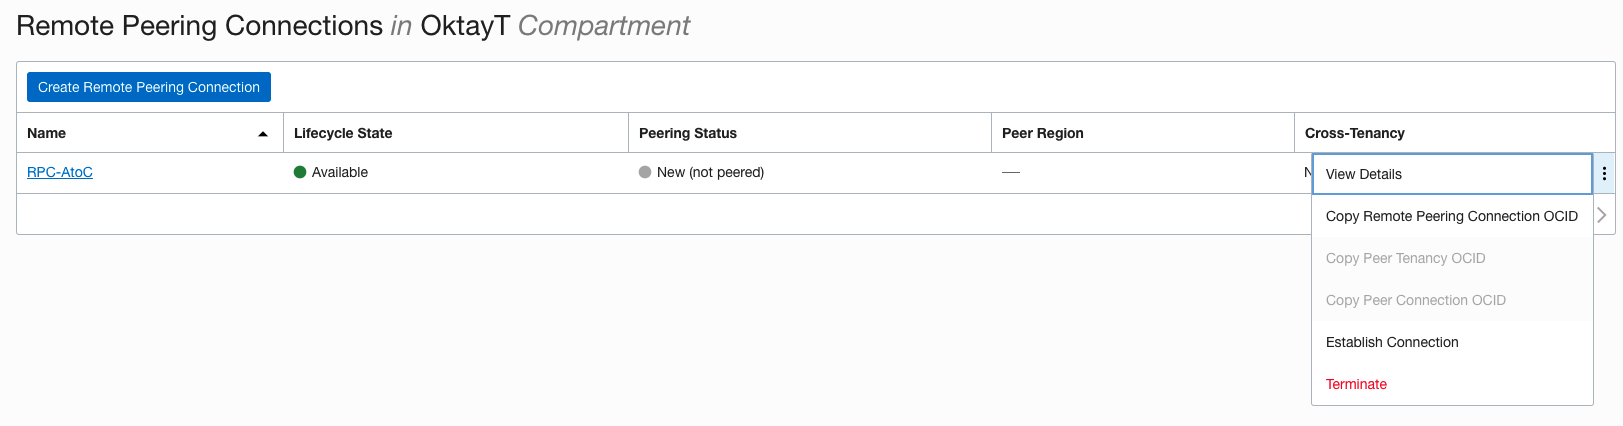 Remote Peering Connections in OktayT Compartment
Create Remote Peering Connection
Name Lifecycle State Peering Status Peer Region Cross-Tenancy
RPC-AtoC Available New (not peered) —
View Details
Copy Remote Peering Connection OCID
Copy Peer Tenancy OCID
Copy Peer Connection OCID
Establish Connection
Terminate